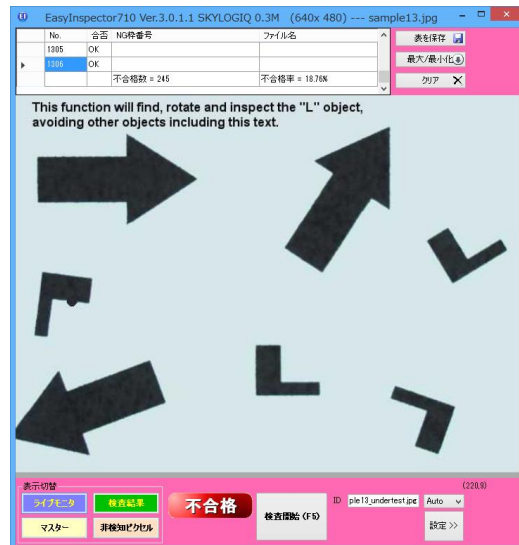 EasyInspector710 Ver.3.0.1.1 SKYLOGIQ 0.3M (640x 480) --- sample13.jpg
No. 合否 NG枠番号 ファイル名
1305 OK
1306 OK
不合格数 = 245 不合格率 = 18.76%
表を保存
最大/最小化
クリア
This function will find, rotate and inspect the "L" object,
avoiding other objects including this text.
表示切替
(220,9)
ライブモニタ 検査結果
マスター 非検知ピクセル
不合格
検査開始 (F5)
ID ple13_undertest.jpg Auto
設定 >>